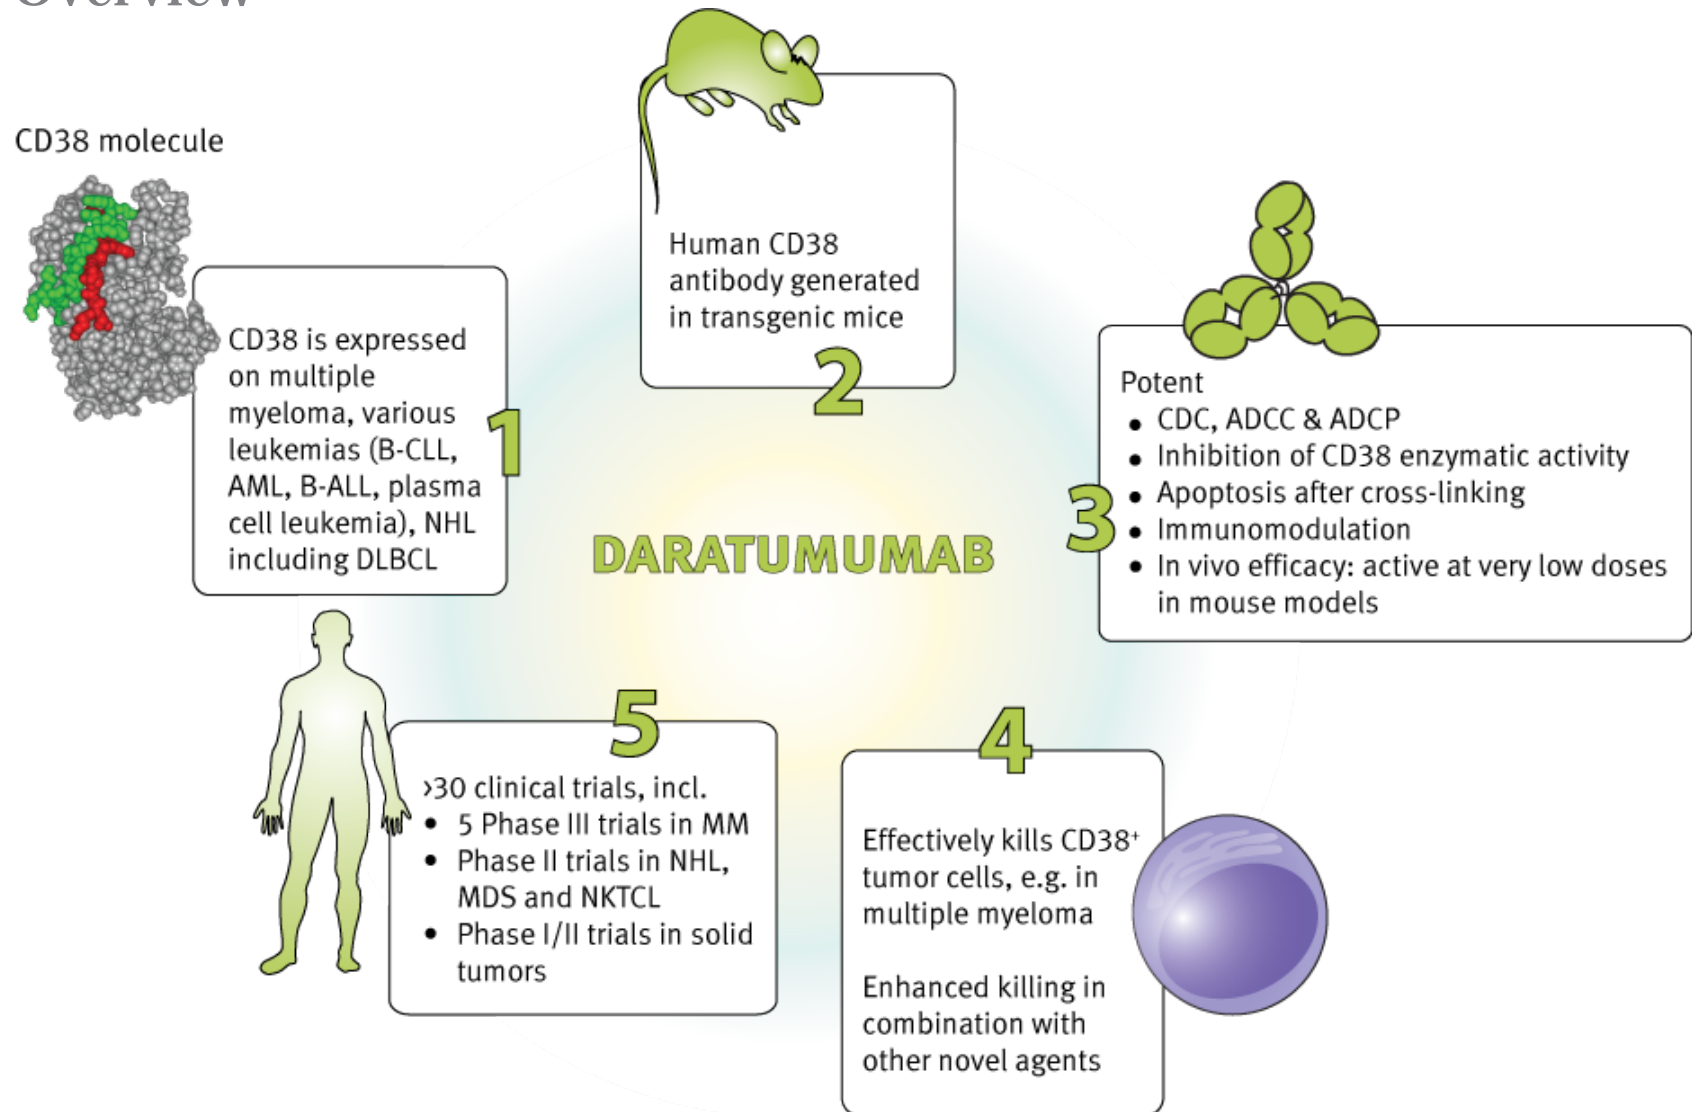 Overview
CD38 molecule
CD38 is expressed
on multiple
myeloma, various
leukemias (B-CLL,
AML, B-ALL, plasma
cell leukemia), NHL
including DLBCL
1
Human CD38
antibody generated
in transgenic mice
2
Potent
• CDC, ADCC & ADCP
• Inhibition of CD38 enzymatic activity
• Apoptosis after cross-linking
• Immunomodulation
• In vivo efficacy: active at very low doses
in mouse models
3
DARATUMUMAB
4
Effectively kills CD38⁺
tumor cells, e.g. in
multiple myeloma
Enhanced killing in
combination with
other novel agents
5
>30 clinical trials, incl.
• 5 Phase III trials in MM
• Phase II trials in NHL,
MDS and NKTCL
• Phase I/II trials in solid
tumors